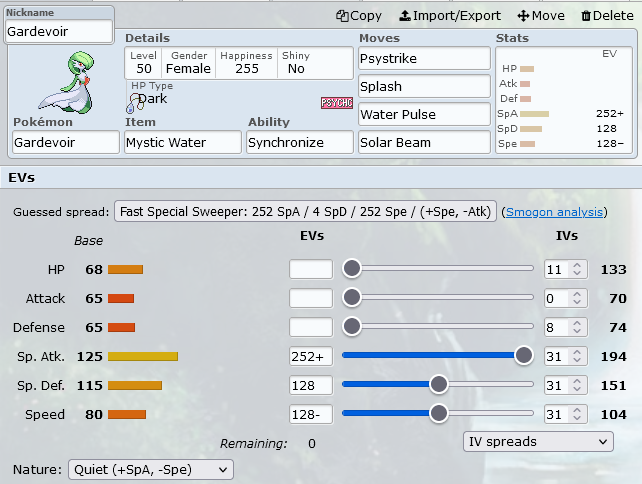 Nickname
Gardevoir
Copy Import/Export Move Delete
Details
Level Gender Happiness Shiny
50 Female 255 No
HP Type
Dark
PSYCHC
Pokémon Item Ability
Gardevoir Mystic Water Synchronize
Moves
Psystrike
Splash
Water Pulse
Solar Beam
Stats
EV
HP
Atk
Def
SpA 252+
SpD 128
Spe 128−
EVs
Guessed spread: Fast Special Sweeper: 252 SpA / 4 SpD / 252 Spe / (+Spe, -Atk) (Smogon analysis)
Base EVs IVs
HP 68 11 133
Attack 65 0 70
Defense 65 8 74
Sp. Atk. 125 252+ 31 194
Sp. Def. 115 128 31 151
Speed 80 128- 31 104
Remaining: 0 IV spreads
Nature: Quiet (+SpA, -Spe)